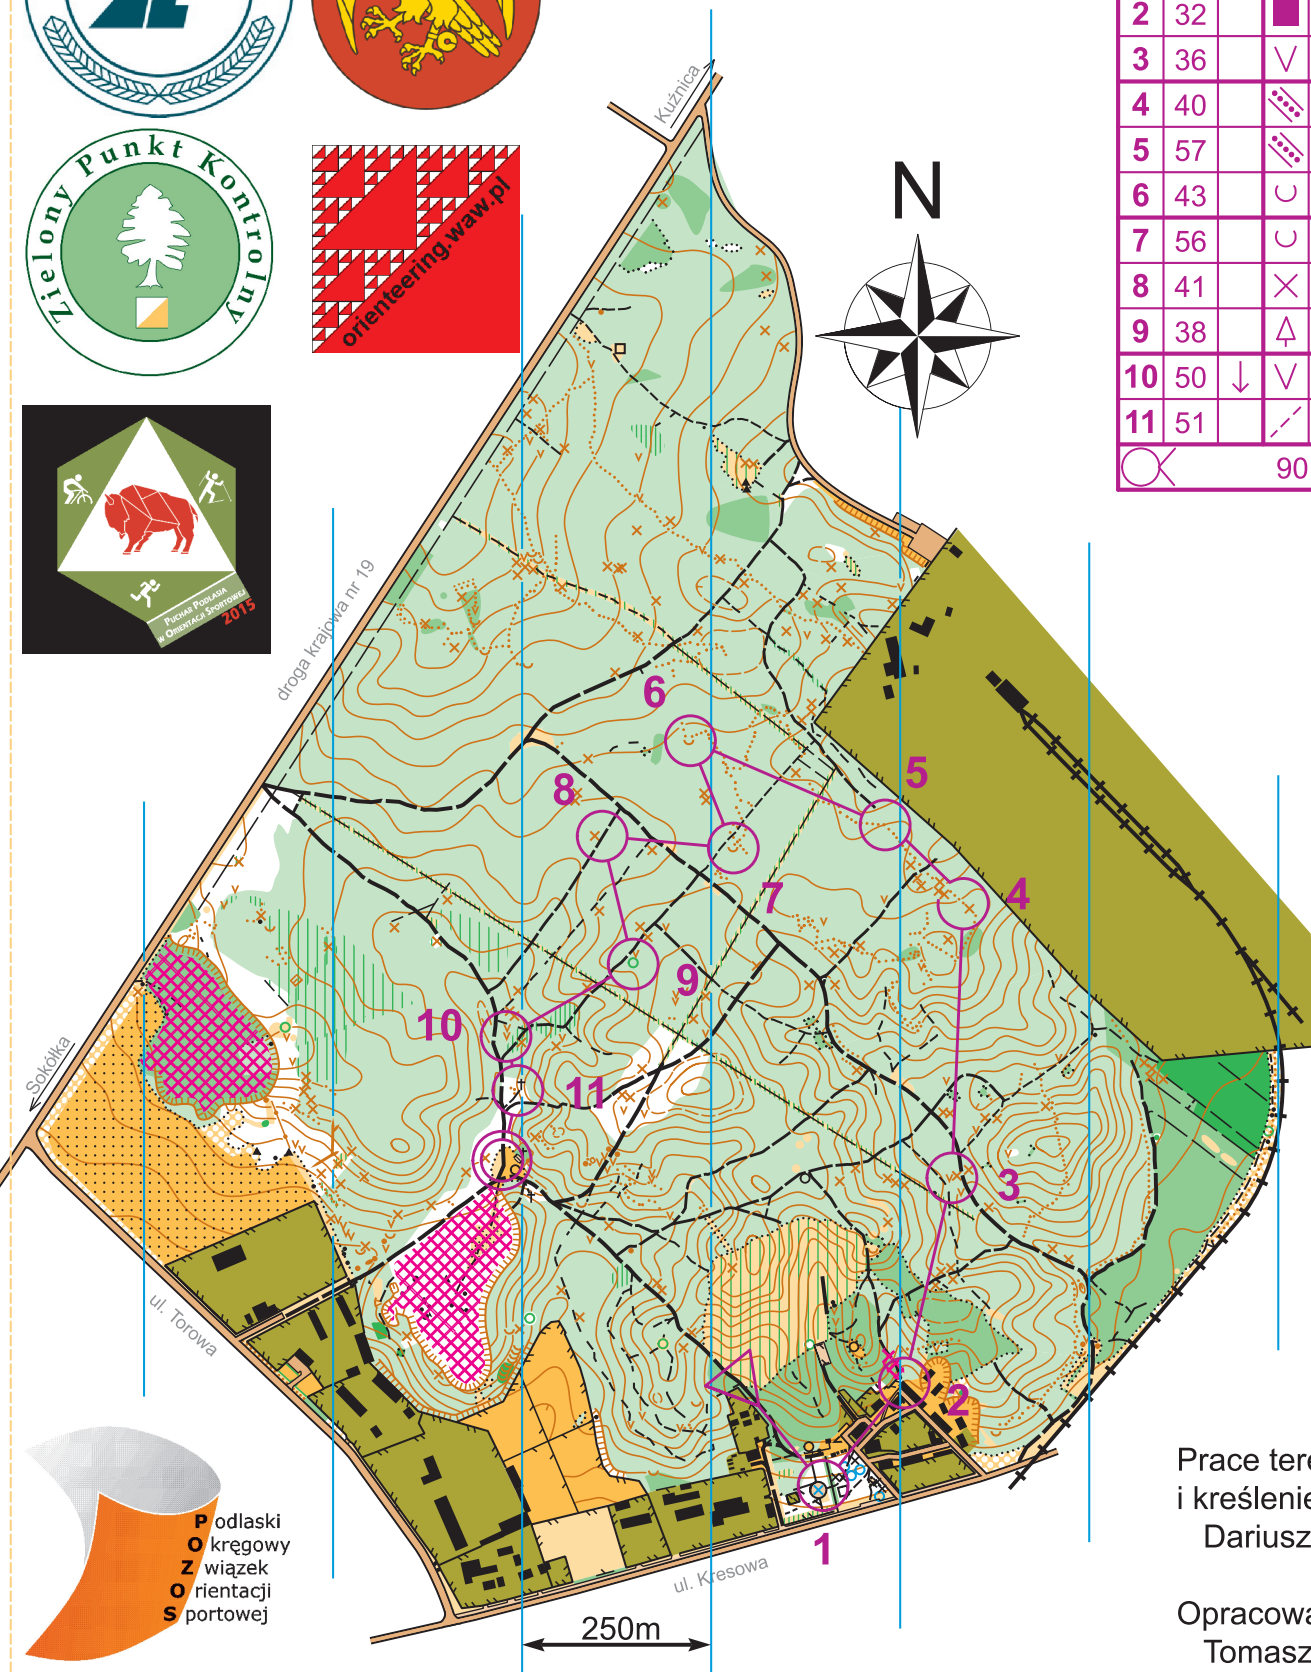 Zielony Punkt Kontrolny
orienteering.waw.pl
PUCHAR PODLASIA
W ORIENTACJI SPORTOWEJ
2015
Kuźnica
N
droga krajowa nr 19
Sokółka
ul. Torowa
ul. Kresowa
250m
6
5
8
4
7
9
10
11
3
2
1
2 32
3 36
4 40
5 57
6 43
7 56
8 41
9 38
10 50
11 51
90
Podlaski
Okręgowy
Związek
Orientacji
Sportowej
Prace tere
i kreślenie
Dariusz
Opracowa
Tomasz